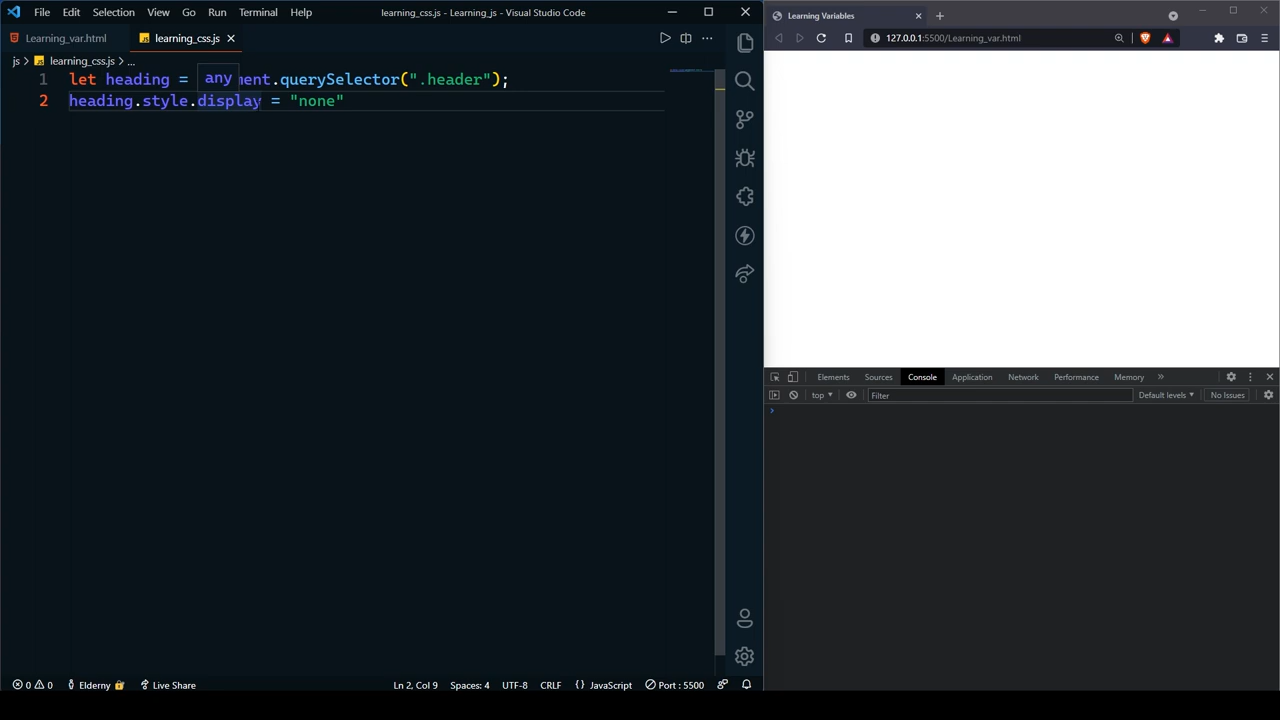 File Edit Selection View Go Run Terminal Help
learning_css.js - Learning_js - Visual Studio Code
Learning_var.html
learning_css.js
js > learning_css.js > ...
1 let heading = any ment.querySelector(".header");
2 heading.style.display = "none"
0 0 Elderny Live Share
Ln 2, Col 9 Spaces: 4 UTF-8 CRLF {} JavaScript Port : 5500
Learning Variables
127.0.0.1:5500/Learning_var.html
Elements Sources Console Application Network Performance Memory »
top Filter Default levels No Issues